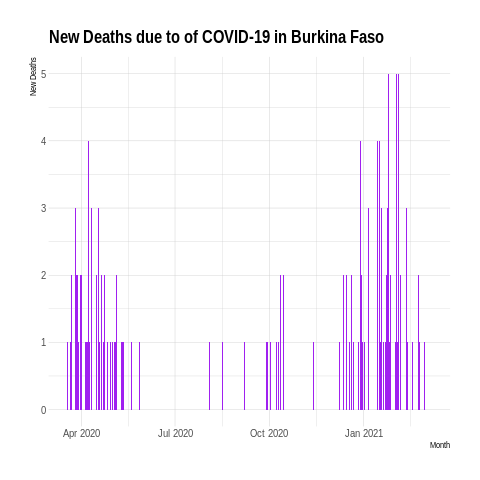 New Deaths due to of COVID-19 in Burkina Faso
New Deaths
5
4
3
2
1
0
Apr 2020 Jul 2020 Oct 2020 Jan 2021
Month